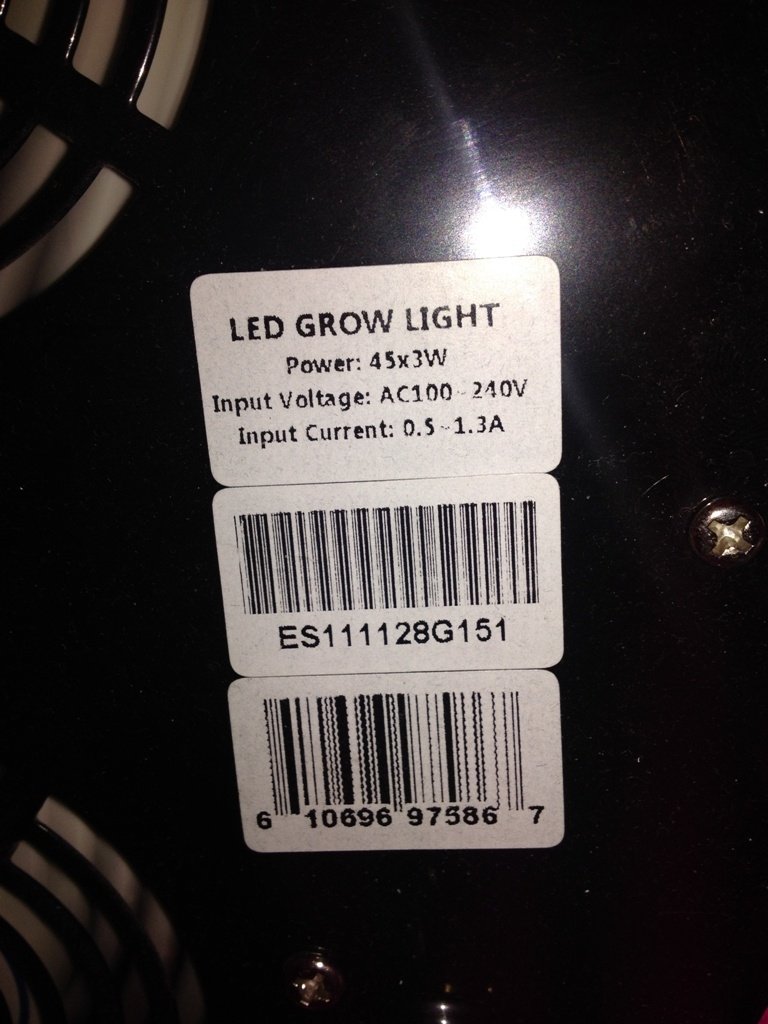 LED GROW LIGHT
Power: 45x3W
Input Voltage: AC100~240V
Input Current: 0.5~1.3A
ES111128G151
6 10696 97586 7